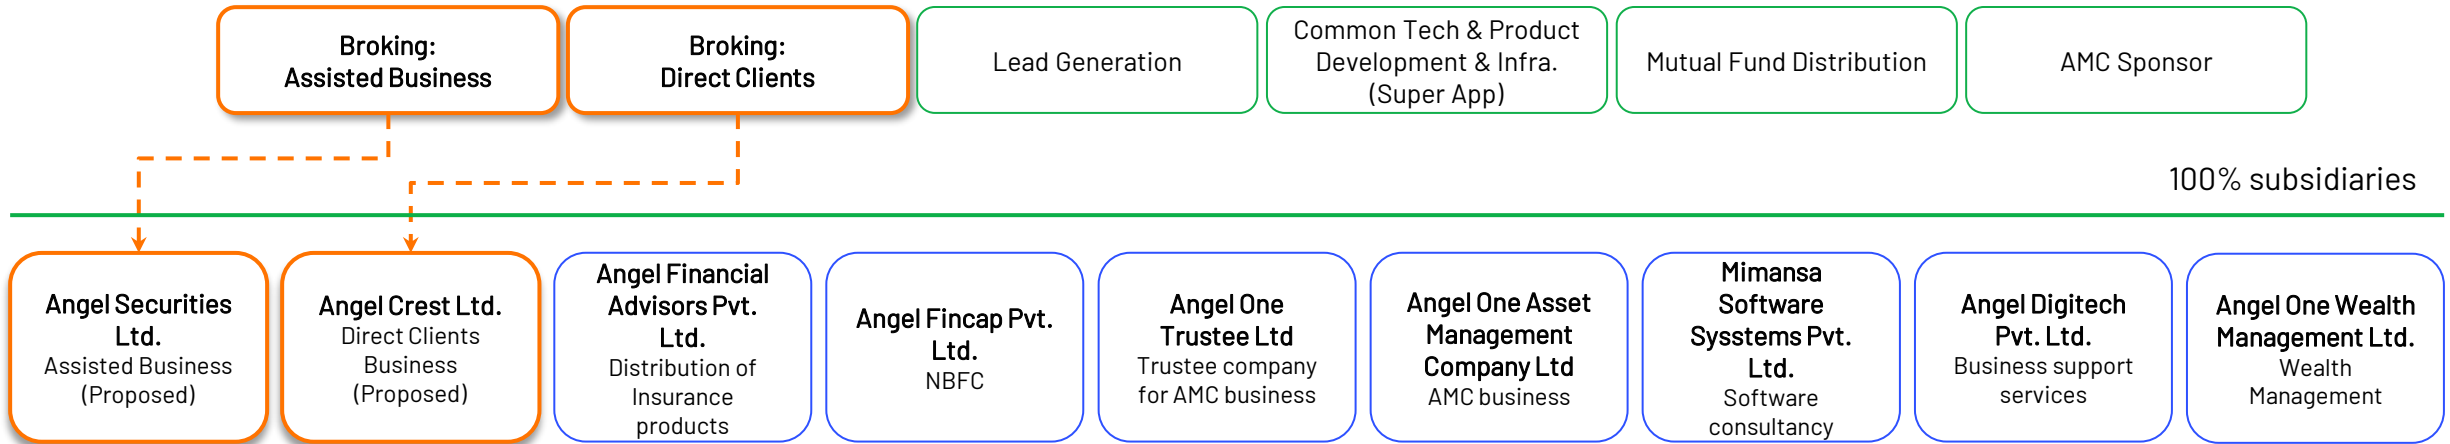 Broking:
Assisted Business
Broking:
Direct Clients
Lead Generation
Common Tech & Product
Development & Infra.
(Super App)
Mutual Fund Distribution
AMC Sponsor
100% subsidiaries
Angel Securities
Ltd.
Assisted Business
(Proposed)
Angel Crest Ltd.
Direct Clients
Business
(Proposed)
Angel Financial
Advisors Pvt.
Ltd.
Distribution of
Insurance
products
Angel Fincap Pvt.
Ltd.
NBFC
Angel One
Trustee Ltd
Trustee company
for AMC business
Angel One Asset
Management
Company Ltd
AMC business
Mimansa
Software
Sysstems Pvt.
Ltd.
Software
consultancy
Angel Digitech
Pvt. Ltd.
Business support
services
Angel One Wealth
Management Ltd.
Wealth
Management